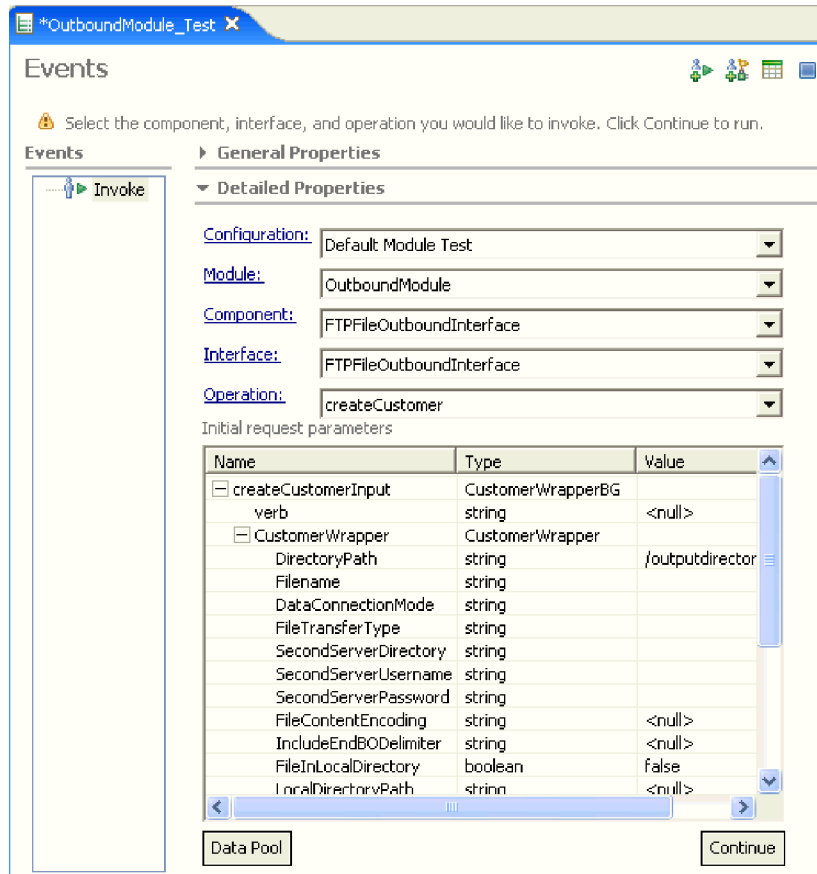 *OutboundModule_Test
Events
Select the component, interface, and operation you would like to invoke. Click Continue to run.
Events
General Properties
Invoke
Detailed Properties
Configuration: Default Module Test
Module: OutboundModule
Component: FTPFileOutboundInterface
Interface: FTPFileOutboundInterface
Operation: createCustomer
Initial request parameters
Name Type Value
createCustomerInput CustomerWrapperBG
verb string <null>
CustomerWrapper CustomerWrapper
DirectoryPath string /outputdirector
Filename string
DataConnectionMode string
FileTransferType string
SecondServerDirectory string
SecondServerUsername string
SecondServerPassword string
FileContentEncoding string <null>
IncludeEndBODelimiter string <null>
FileInLocalDirectory boolean false
LocalDirectoryPath string <null>
Data Pool Continue